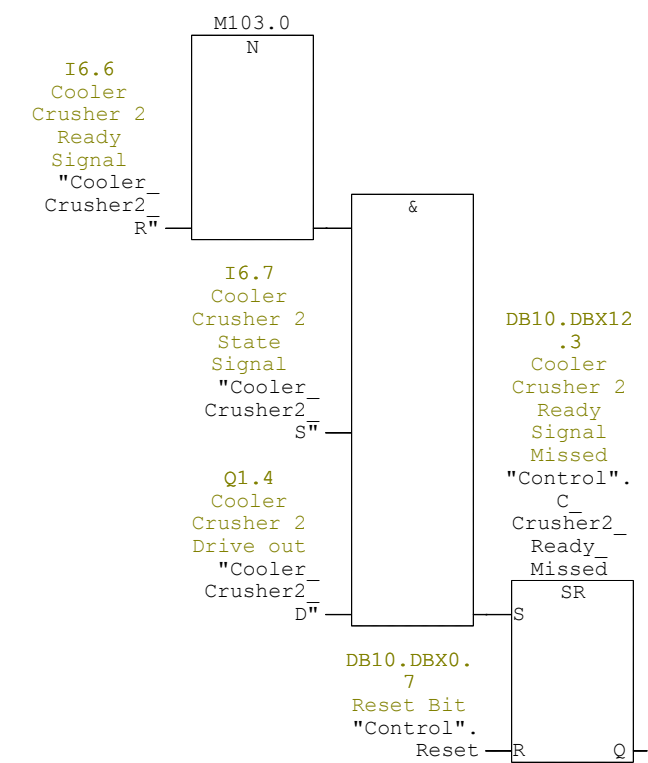 M103.0
N
I6.6
Cooler
Crusher 2
Ready
Signal
"Cooler_
Crusher2_
R"
&
I6.7
Cooler
Crusher 2
State
Signal
"Cooler_
Crusher2_
S"
Q1.4
Cooler
Crusher 2
Drive out
"Cooler_
Crusher2_
D"
DB10.DBX12
.3
Cooler
Crusher 2
Ready
Signal
Missed
"Control".
C_
Crusher2_
Ready_
Missed
SR
S
DB10.DBX0.
7
Reset Bit
"Control".
Reset
R
Q